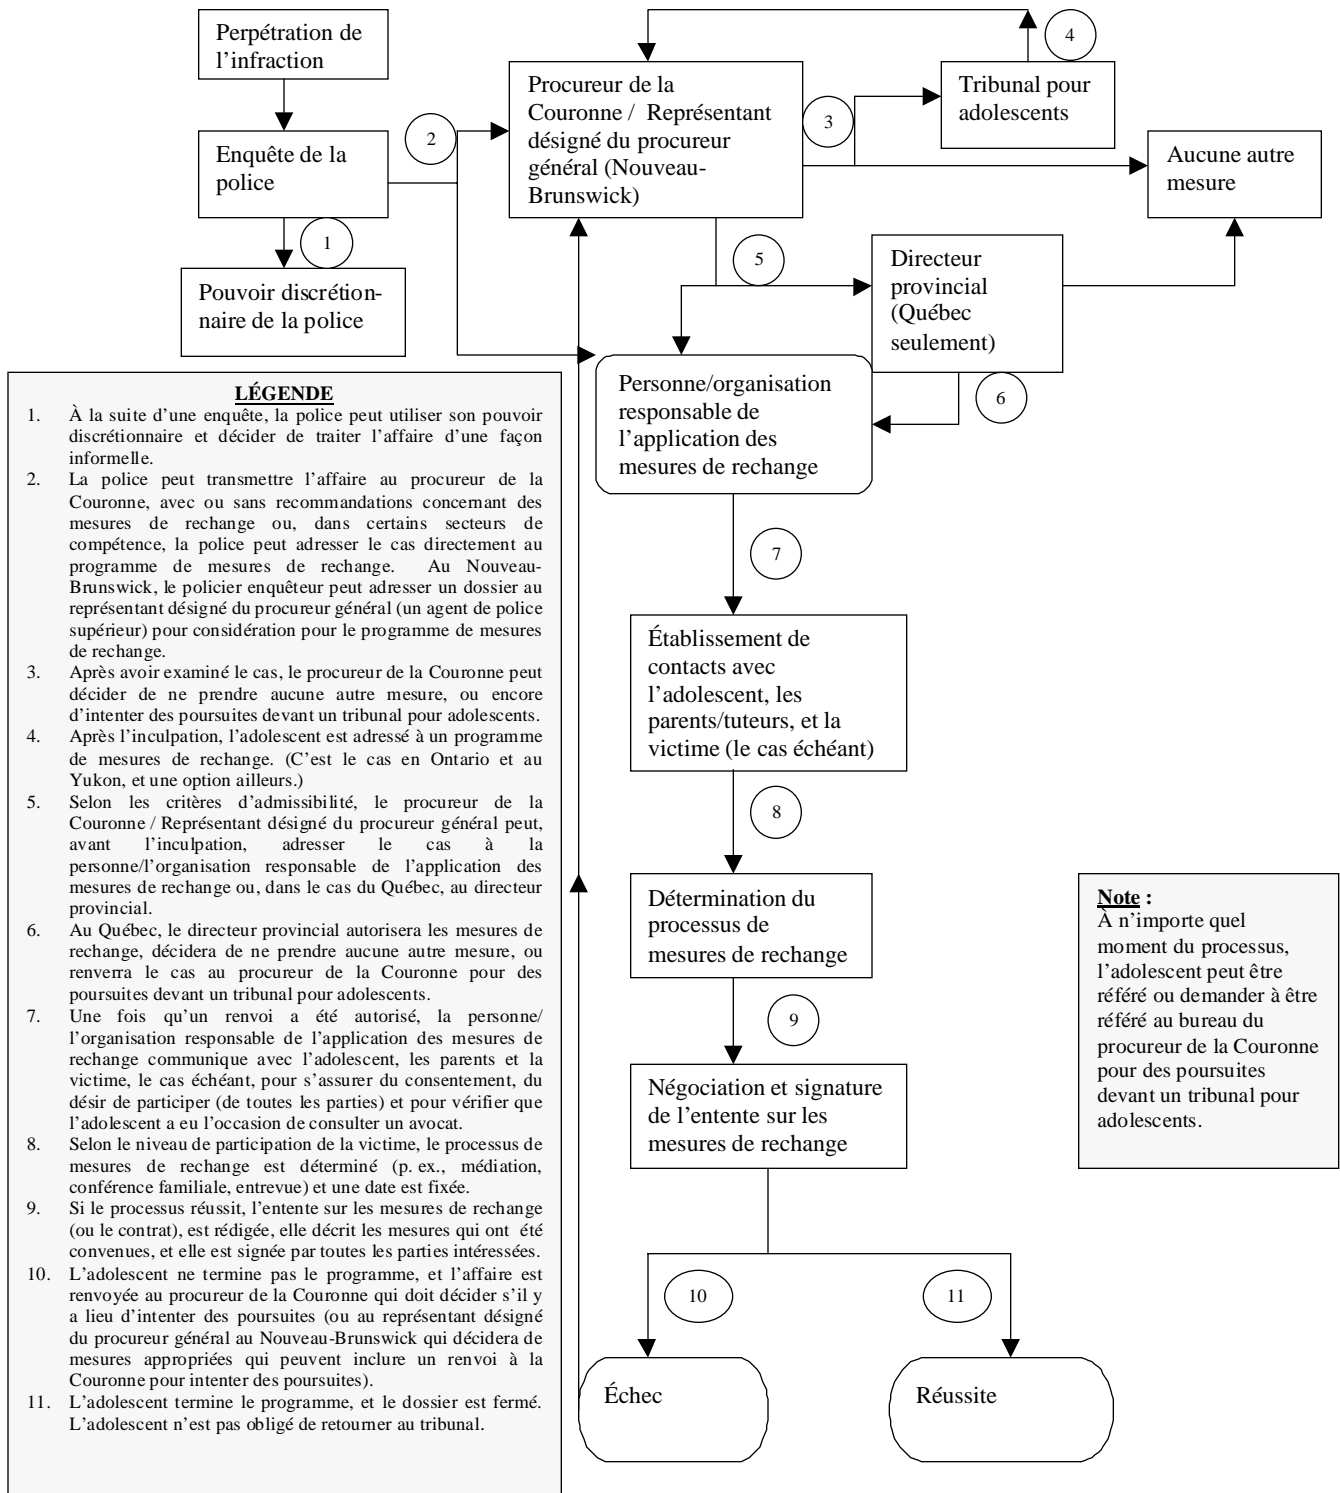 Perpétration de
l’infraction
4
Procureur de la
Couronne / Représentant
désigné du procureur
général (Nouveau-
Brunswick)
Tribunal pour
adolescents
2
3
Enquête de la
police
Aucune autre
mesure
1
5
Directeur
provincial
(Québec
seulement)
Pouvoir discrétion-
naire de la police
Personne/organisation
responsable de
l’application des
mesures de rechange
6
LÉGENDE
1. À la suite d’une enquête, la police peut utiliser son pouvoir
discrétionnaire et décider de traiter l’affaire d’une façon
informelle.
2. La police peut transmettre l’affaire au procureur de la
Couronne, avec ou sans recommandations concernant des
mesures de rechange ou, dans certains secteurs de
compétence, la police peut adresser le cas directement au
programme de mesures de rechange. Au Nouveau-
Brunswick, le policier enquêteur peut adresser un dossier au
représentant désigné du procureur général (un agent de police
supérieur) pour considération pour le programme de mesures
de rechange.
3. Après avoir examiné le cas, le procureur de la Couronne peut
décider de ne prendre aucune autre mesure, ou encore
d’intenter des poursuites devant un tribunal pour adolescents.
4. Après l’inculpation, l’adolescent est adressé à un programme
de mesures de rechange. (C’est le cas en Ontario et au
Yukon, et une option ailleurs.)
5. Selon les critères d’admissibilité, le procureur de la
Couronne / Représentant désigné du procureur général peut,
avant l’inculpation, adresser le cas à la
personne/l’organisation responsable de l’application des
mesures de rechange ou, dans le cas du Québec, au directeur
provincial.
6. Au Québec, le directeur provincial autorisera les mesures de
rechange, décidera de ne prendre aucune autre mesure, ou
renverra le cas au procureur de la Couronne pour des
poursuites devant un tribunal pour adolescents.
7. Une fois qu’un renvoi a été autorisé, la personne/
l’organisation responsable de l’application des mesures de
rechange communique avec l’adolescent, les parents et la
victime, le cas échéant, pour s’assurer du consentement, du
désir de participer (de toutes les parties) et pour vérifier que
l’adolescent a eu l’occasion de consulter un avocat.
8. Selon le niveau de participation de la victime, le processus de
mesures de rechange est déterminé (p. ex., médiation,
conférence familiale, entrevue) et une date est fixée.
9. Si le processus réussit, l’entente sur les mesures de rechange
(ou le contrat), est rédigée, elle décrit les mesures qui ont été
convenues, et elle est signée par toutes les parties intéressées.
10. L’adolescent ne termine pas le programme, et l’affaire est
renvoyée au procureur de la Couronne qui doit décider s’il y
a lieu d’intenter des poursuites (ou au représentant désigné
du procureur général au Nouveau-Brunswick qui décidera de
mesures appropriées qui peuvent inclure un renvoi à la
Couronne pour intenter des poursuites).
11. L’adolescent termine le programme, et le dossier est fermé.
L’adolescent n’est pas obligé de retourner au tribunal.
7
Établissement de
contacts avec
l’adolescent, les
parents/tuteurs, et la
victime (le cas échéant)
8
Détermination du
processus de
mesures de rechange
9
Négociation et signature
de l’entente sur les
mesures de rechange
Note :
À n’importe quel
moment du processus,
l’adolescent peut être
référé ou demander à être
référé au bureau du
procureur de la Couronne
pour des poursuites
devant un tribunal pour
adolescents.
10
11
Échec
Réussite